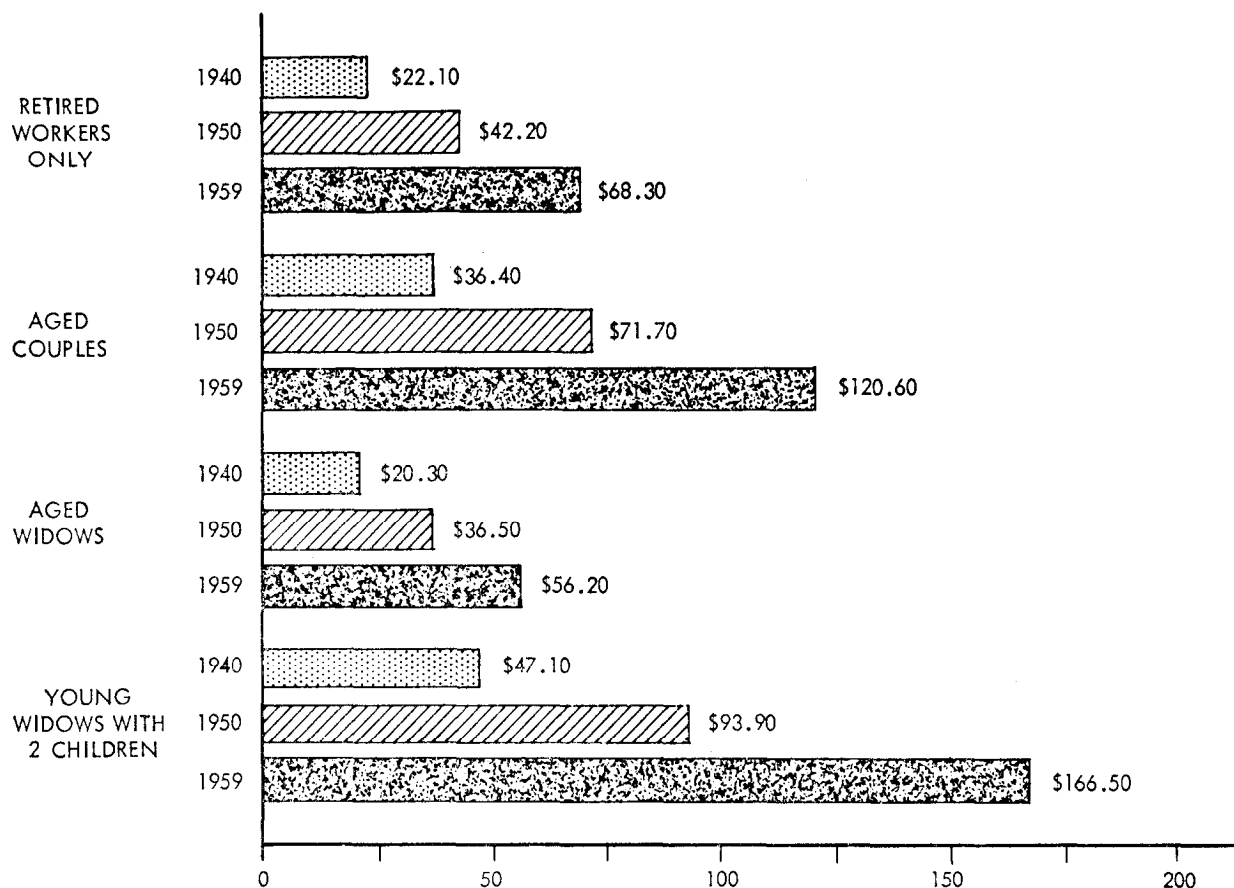 RETIRED
WORKERS
ONLY
1940 $22.10
1950 $42.20
1959 $68.30
AGED
COUPLES
1940 $36.40
1950 $71.70
1959 $120.60
AGED
WIDOWS
1940 $20.30
1950 $36.50
1959 $56.20
YOUNG
WIDOWS WITH
2 CHILDREN
1940 $47.10
1950 $93.90
1959 $166.50
0 50 100 150 200